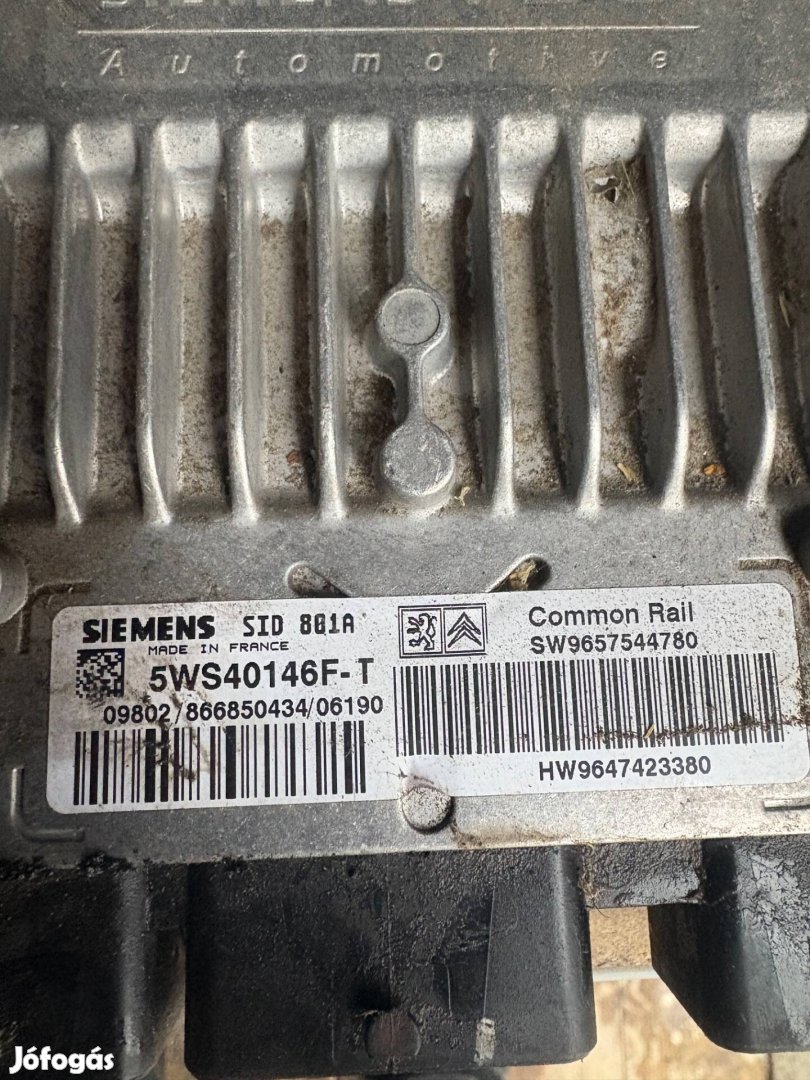 Automotive
SIEMENS SID 801A
MADE IN FRANCE
5WS40146F-T
09802/866850434/06190
Common Rail
SW9657544780
HW9647423380
Jófogás